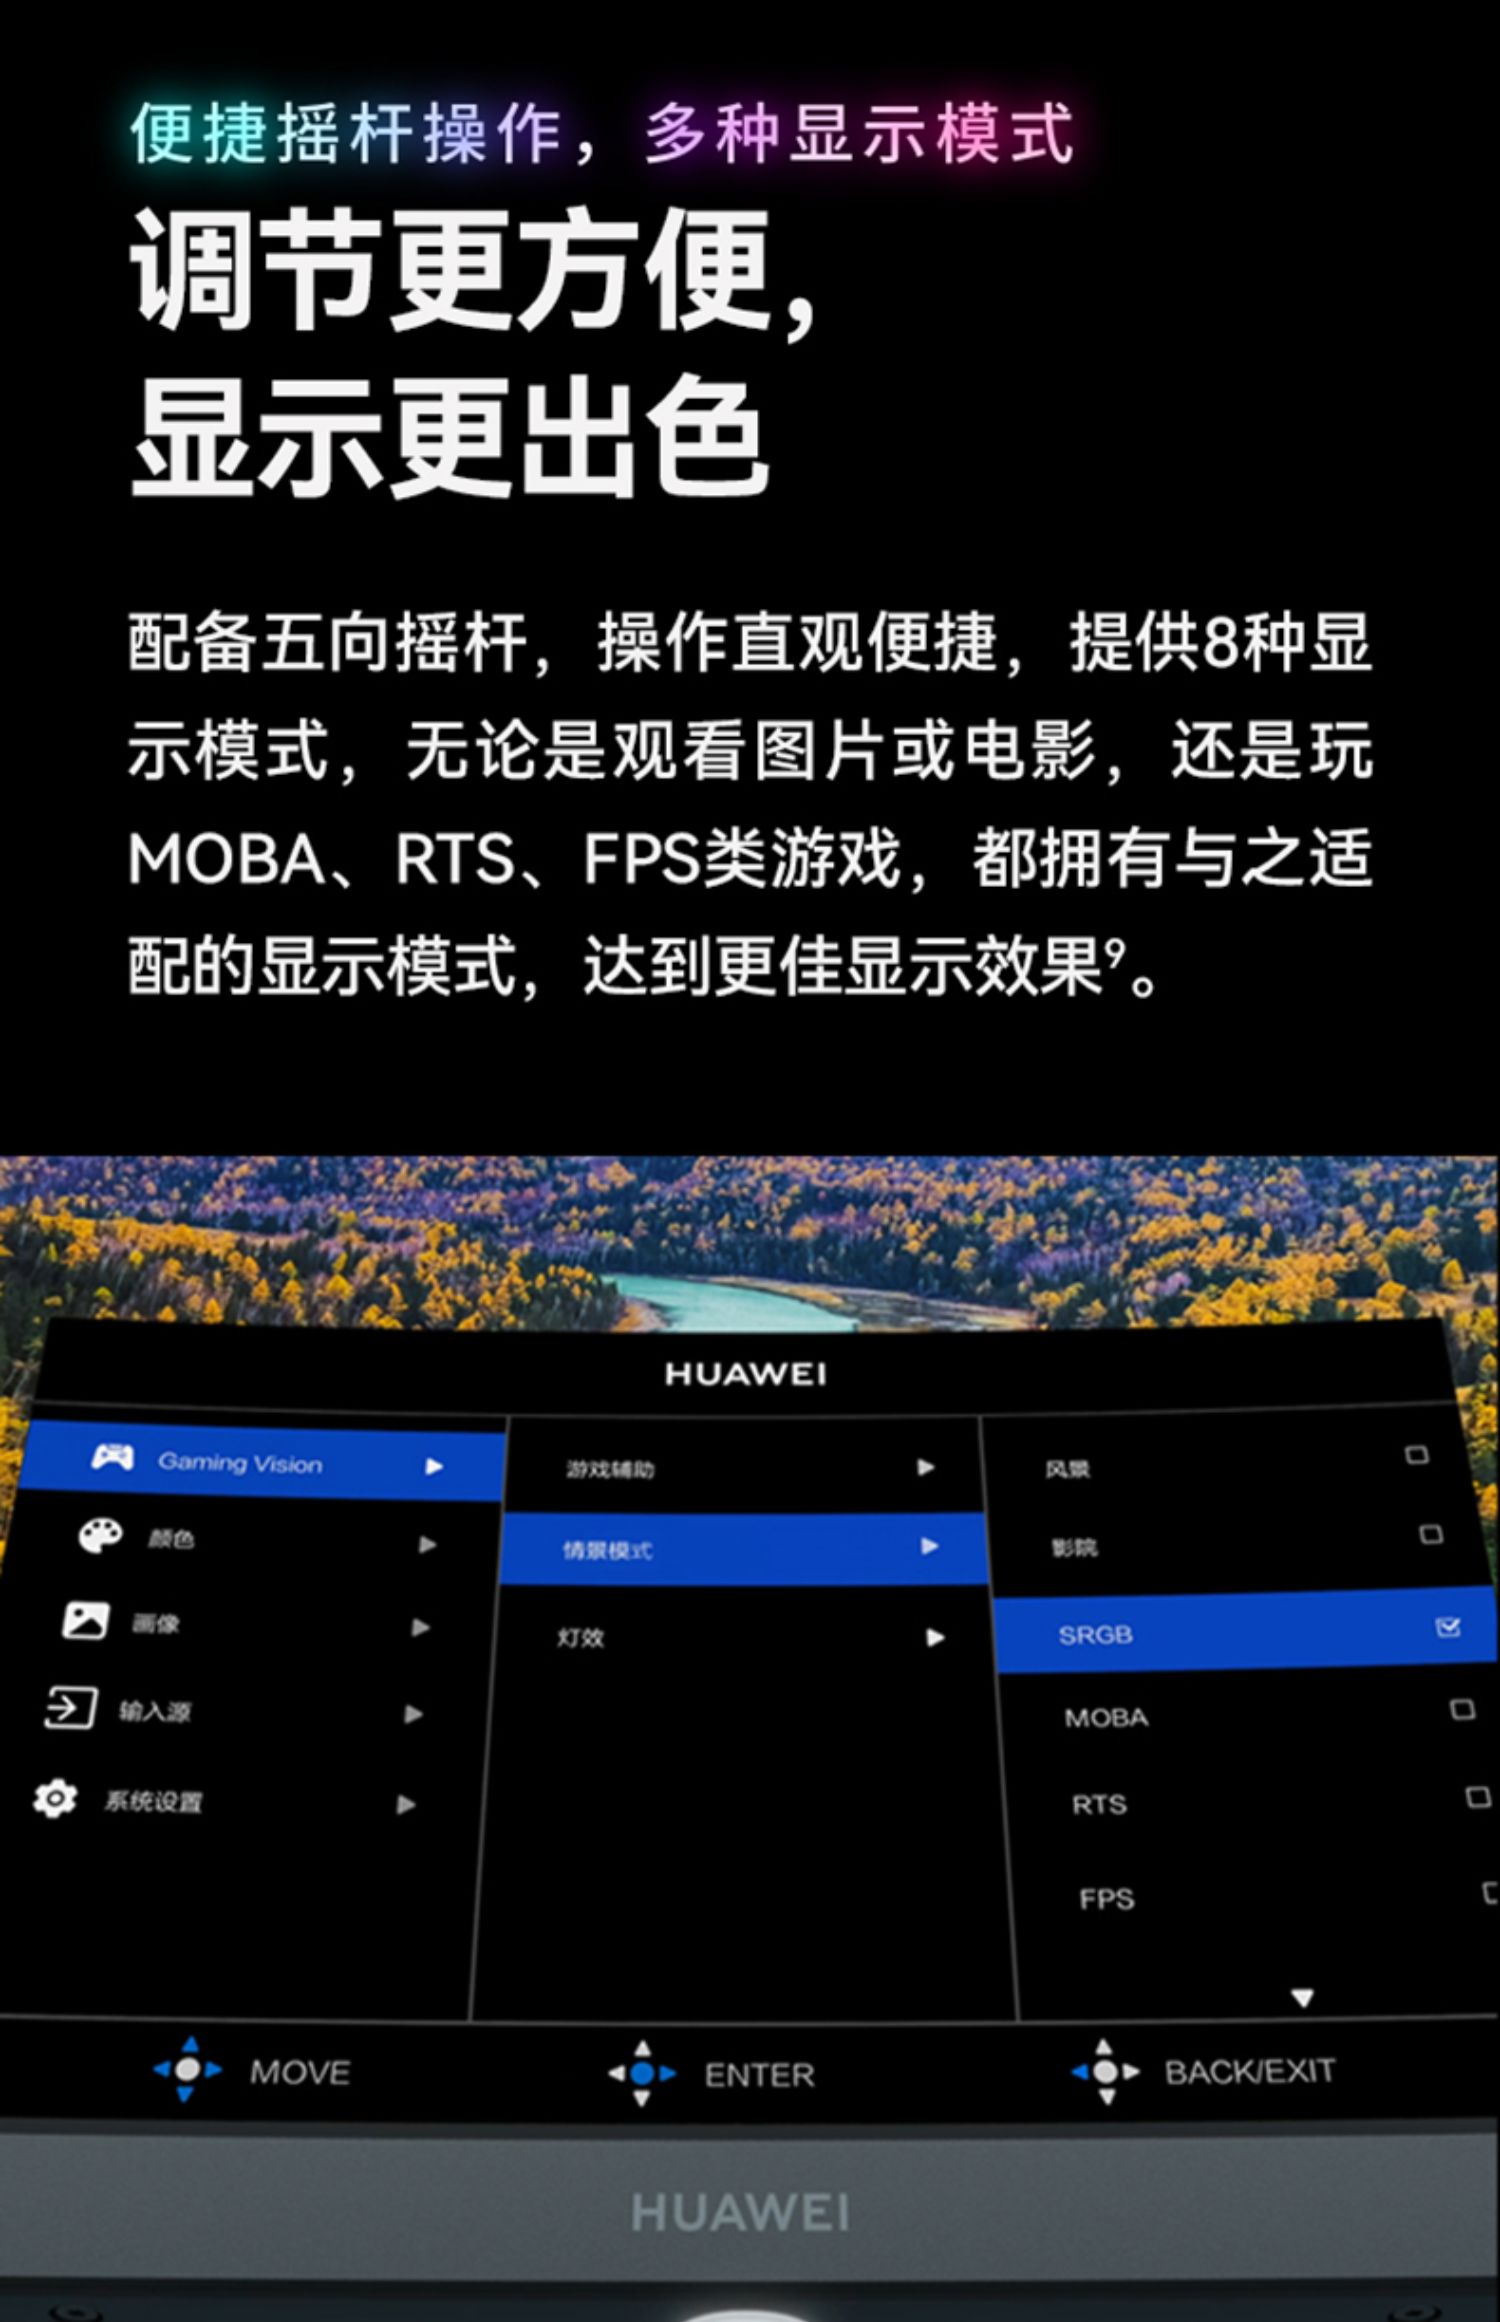 便捷摇杆操作，多种显示模式
调节更方便，
显示更出色
配备五向摇杆，操作直观便捷，提供8种显
示模式，无论是观看图片或电影，还是玩
MOBA、RTS、FPS类游戏，都拥有与之适
配的显示模式，达到更佳显示效果⁹。
HUAWEI
Gaming Vision
颜色
画像
输入源
系统设置
游戏辅助
情景模式
灯效
风景
影院
SRGB
MOBA
RTS
FPS
MOVE
ENTER
BACK/EXIT
HUAWEI